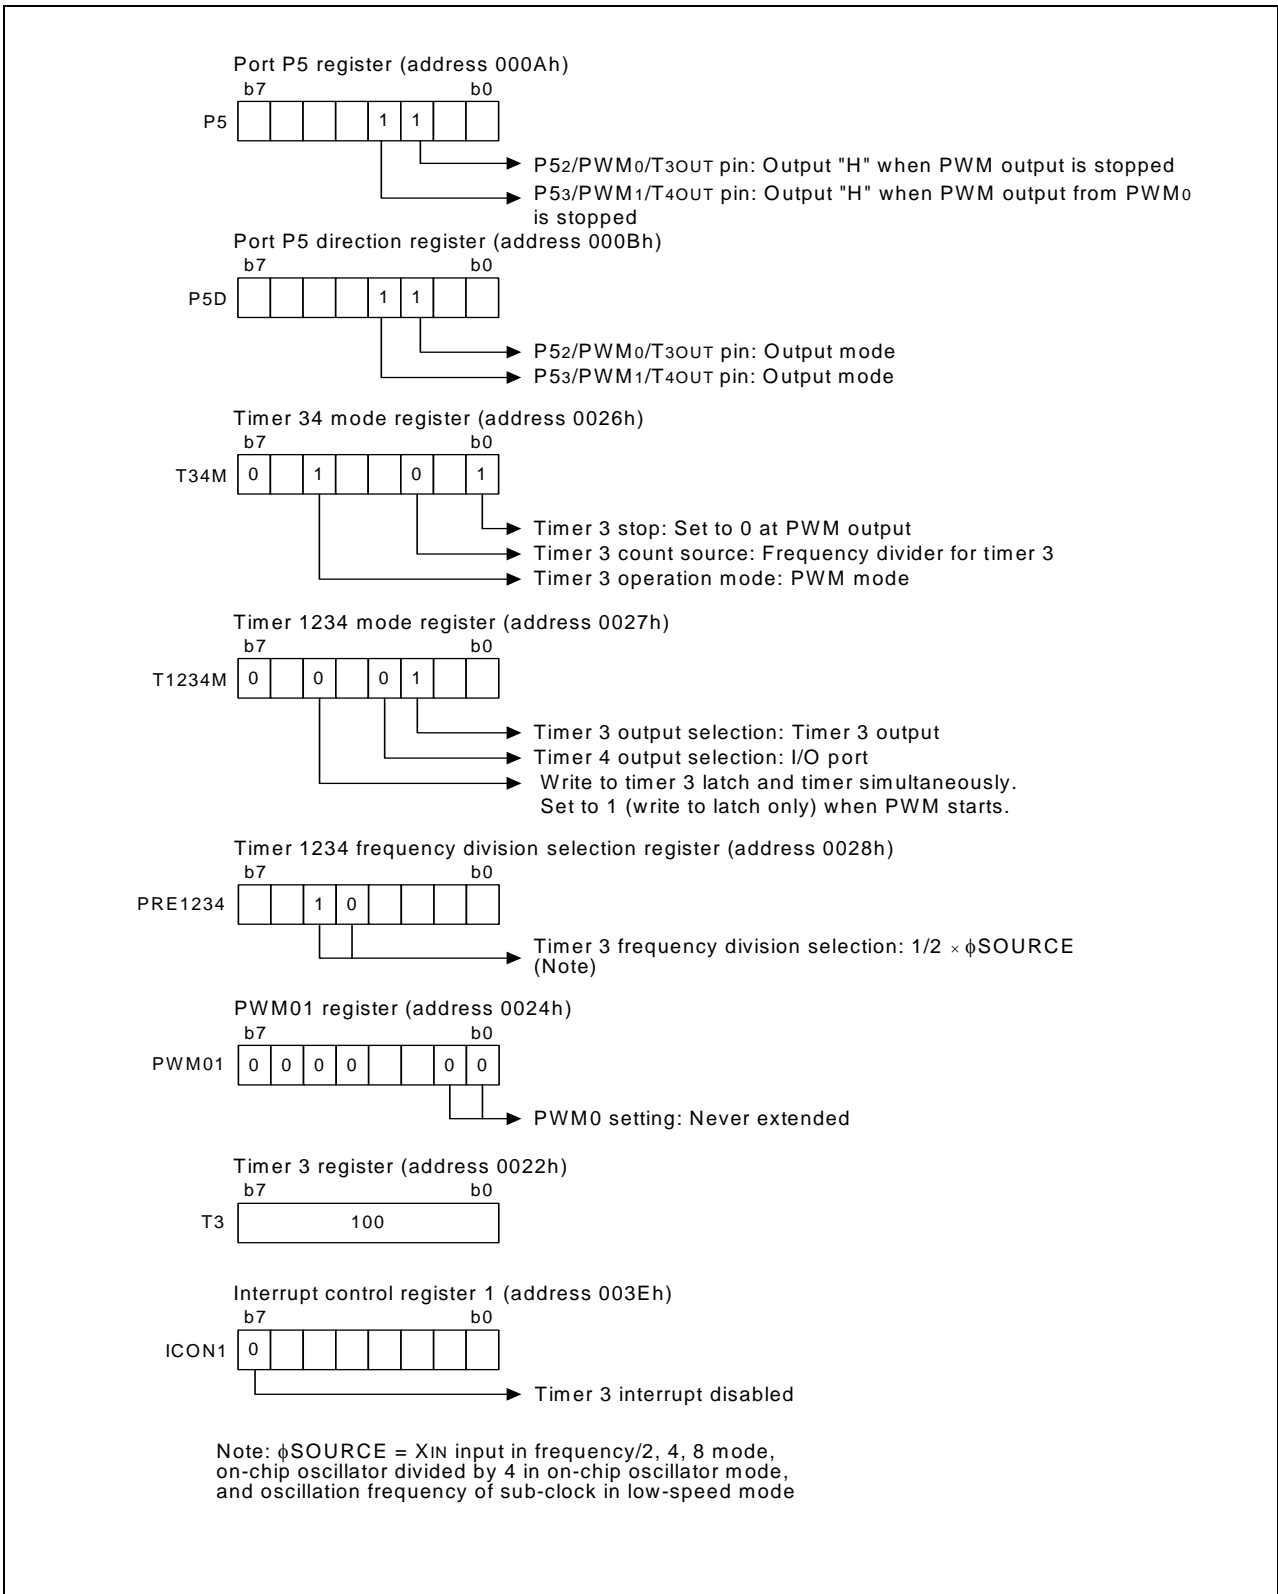 Port P5 register (address 000Ah)
b7 b0
P5 1 1
P52/PWM0/T3OUT pin: Output "H" when PWM output is stopped
P53/PWM1/T4OUT pin: Output "H" when PWM output from PWM0
is stopped
Port P5 direction register (address 000Bh)
b7 b0
P5D 1 1
P52/PWM0/T3OUT pin: Output mode
P53/PWM1/T4OUT pin: Output mode
Timer 34 mode register (address 0026h)
b7 b0
T34M 0 1 0 1
Timer 3 stop: Set to 0 at PWM output
Timer 3 count source: Frequency divider for timer 3
Timer 3 operation mode: PWM mode
Timer 1234 mode register (address 0027h)
b7 b0
T1234M 0 0 0 1
Timer 3 output selection: Timer 3 output
Timer 4 output selection: I/O port
Write to timer 3 latch and timer simultaneously.
Set to 1 (write to latch only) when PWM starts.
Timer 1234 frequency division selection register (address 0028h)
b7 b0
PRE1234 1 0
Timer 3 frequency division selection: 1/2 × ϕSOURCE
(Note)
PWM01 register (address 0024h)
b7 b0
PWM01 0 0 0 0 0 0
PWM0 setting: Never extended
Timer 3 register (address 0022h)
b7 b0
T3 100
Interrupt control register 1 (address 003Eh)
b7 b0
ICON1 0
Timer 3 interrupt disabled
Note: ϕSOURCE = XIN input in frequency/2, 4, 8 mode,
on-chip oscillator divided by 4 in on-chip oscillator mode,
and oscillation frequency of sub-clock in low-speed mode